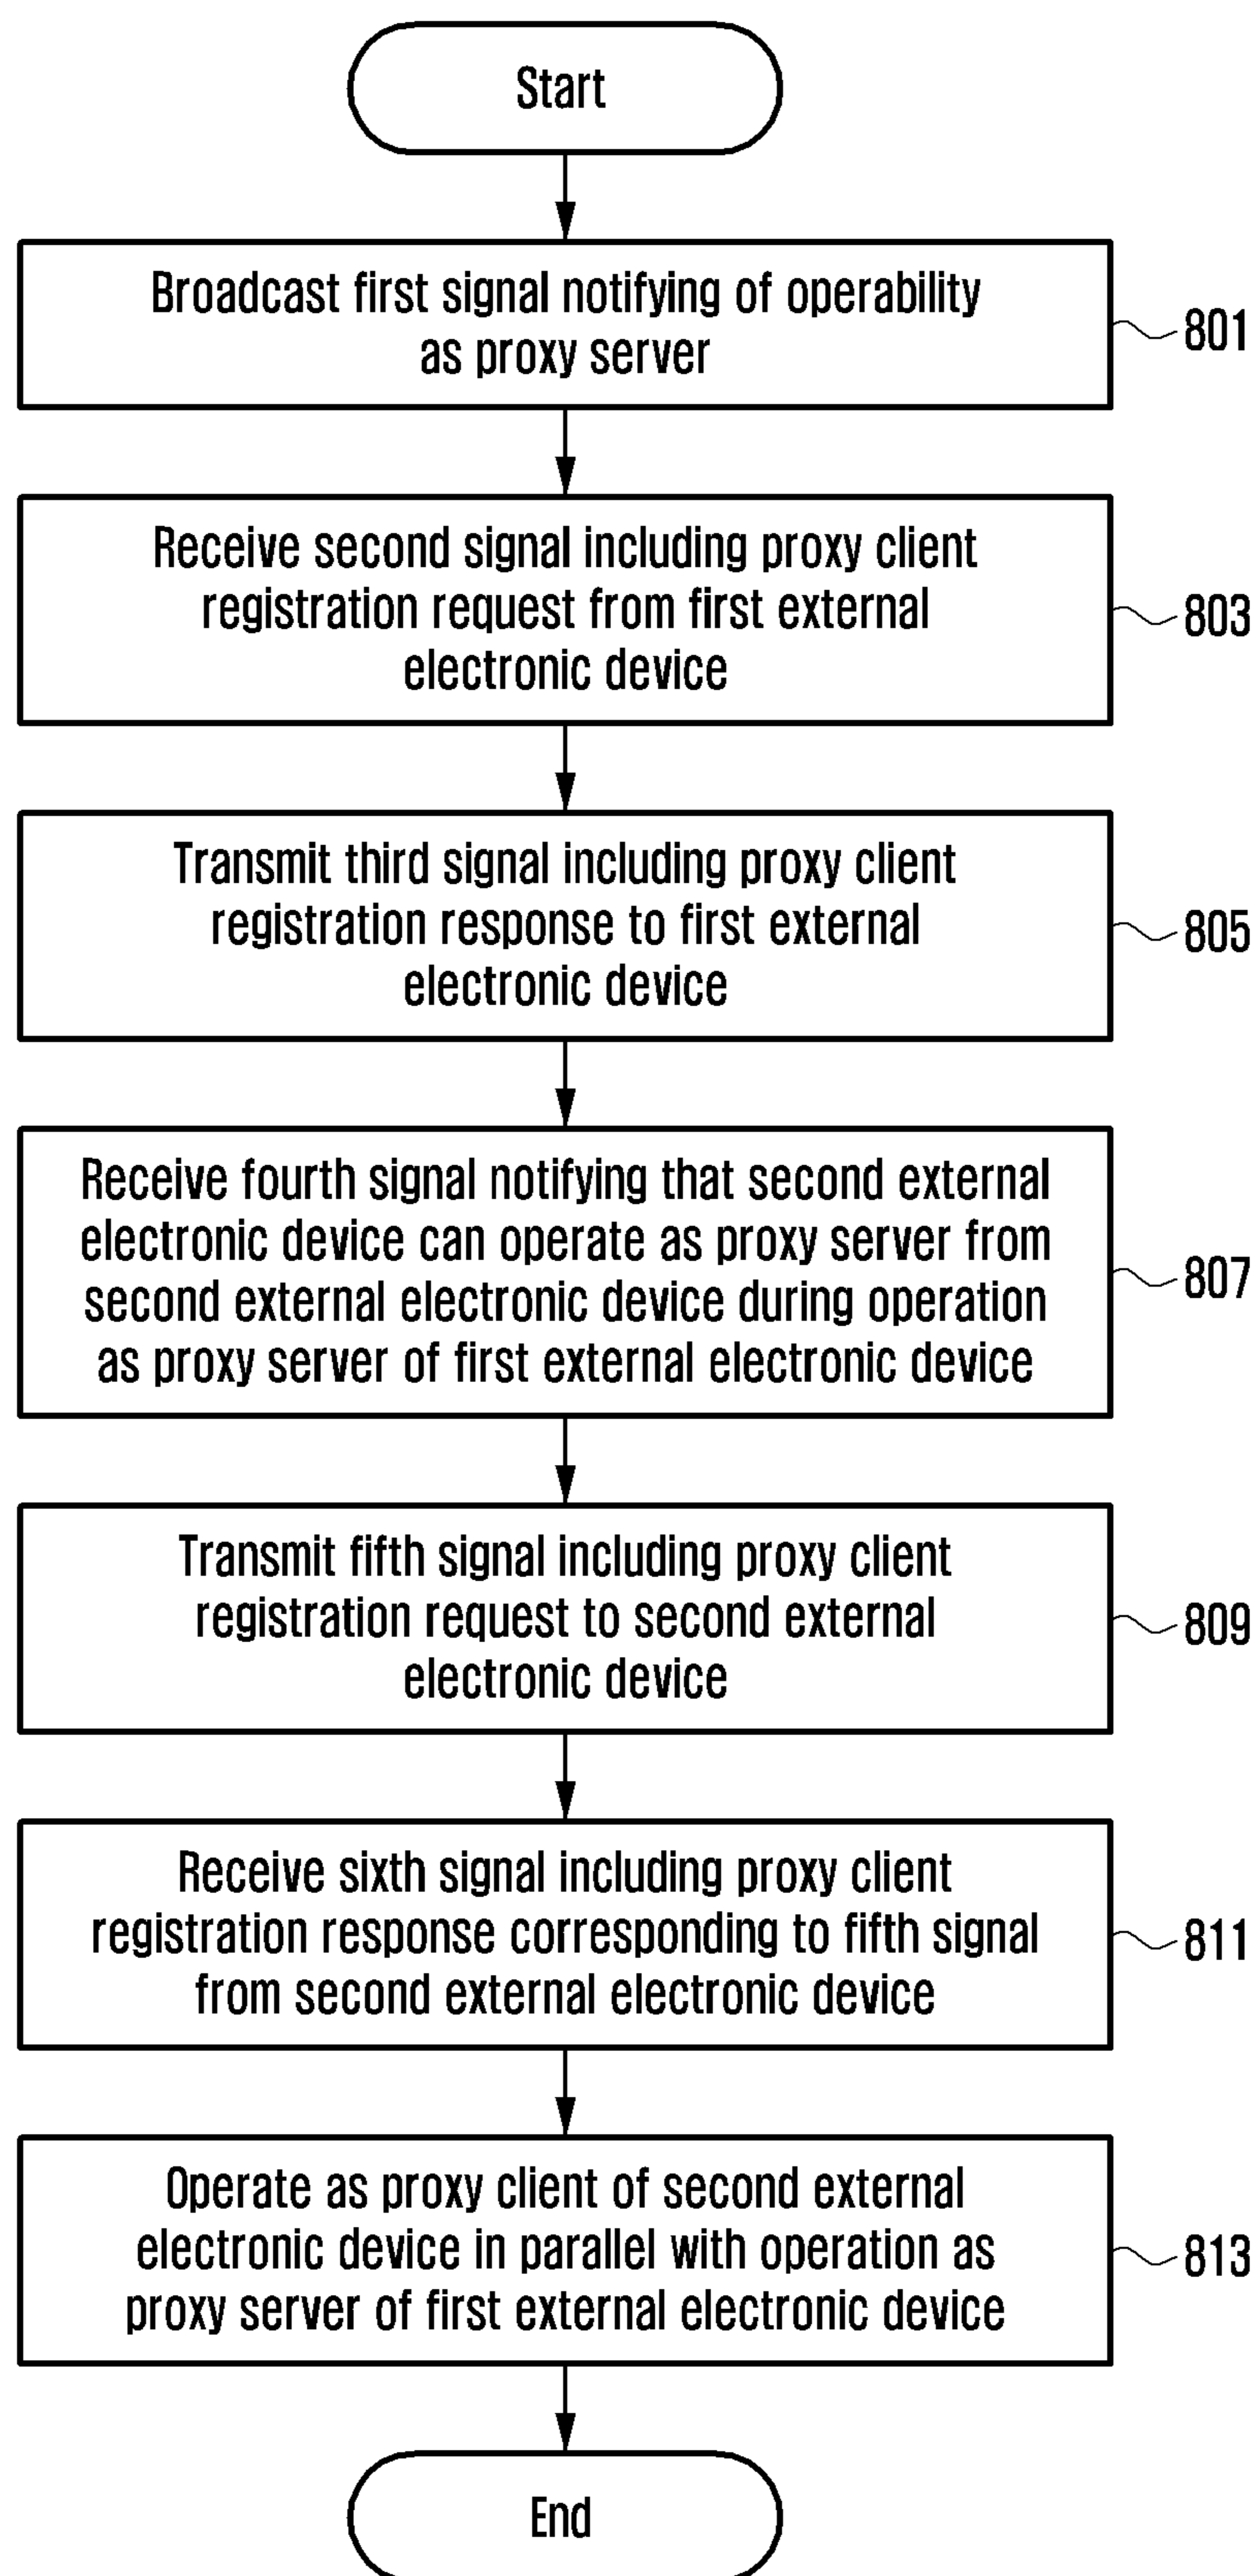 Start
Broadcast first signal notifying of operability
as proxy server
801
Receive second signal including proxy client
registration request from first external
electronic device
803
Transmit third signal including proxy client
registration response to first external
electronic device
805
Receive fourth signal notifying that second external
electronic device can operate as proxy server from
second external electronic device during operation
as proxy server of first external electronic device
807
Transmit fifth signal including proxy client
registration request to second external
electronic device
809
Receive sixth signal including proxy client
registration response corresponding to fifth signal
from second external electronic device
811
Operate as proxy client of second external
electronic device in parallel with operation as
proxy server of first external electronic device
813
End